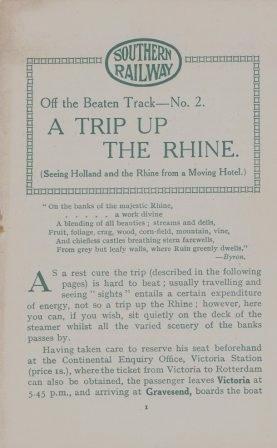 SOUTHERN
RAILWAY
Off the Beaten Track—No. 2.
A TRIP UP
THE RHINE.
(Seeing Holland and the Rhine from a Moving Hotel.)
"On the banks of the majestic Rhine,
. . . . . a work divine
A blending of all beauties; streams and dells,
Fruit, foliage, crag, wood, corn-field, mountain, vine,
And chiefless castles breathing stern farewells,
From grey but leafy walls, where Ruin greenly dwells."
—Byron.
AS a rest cure the trip (described in the following
pages) is hard to beat; usually travelling and
seeing "sights" entails a certain expenditure
of energy, not so a trip up the Rhine; however, here
you can, if you wish, sit quietly on the deck of the
steamer whilst all the varied scenery of the banks
passes by.
Having taken care to reserve his seat beforehand
at the Continental Enquiry Office, Victoria Station
(price 1s.), where the ticket from Victoria to Rotterdam
can also be obtained, the passenger leaves Victoria at
5-45 p.m., and arriving at Gravesend, boards the boat
1